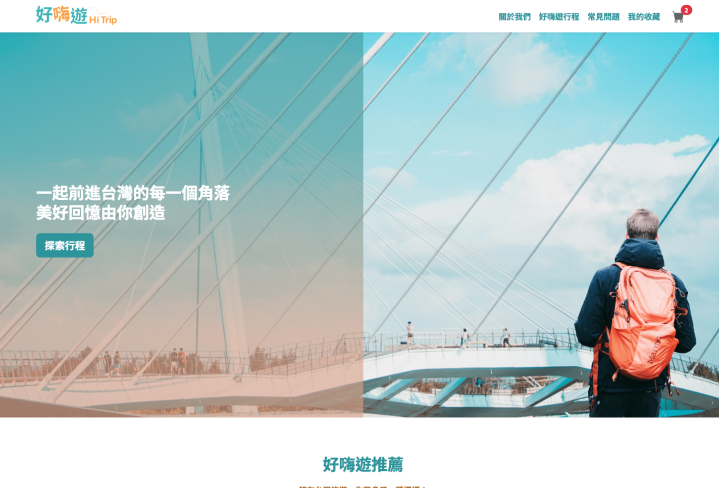 好嗨遊 Hi Trip
關於我們 好嗨遊行程 常見問題 我的收藏 2
一起前進台灣的每一個角落
美好回憶由你創造
探索行程
好嗨遊推薦